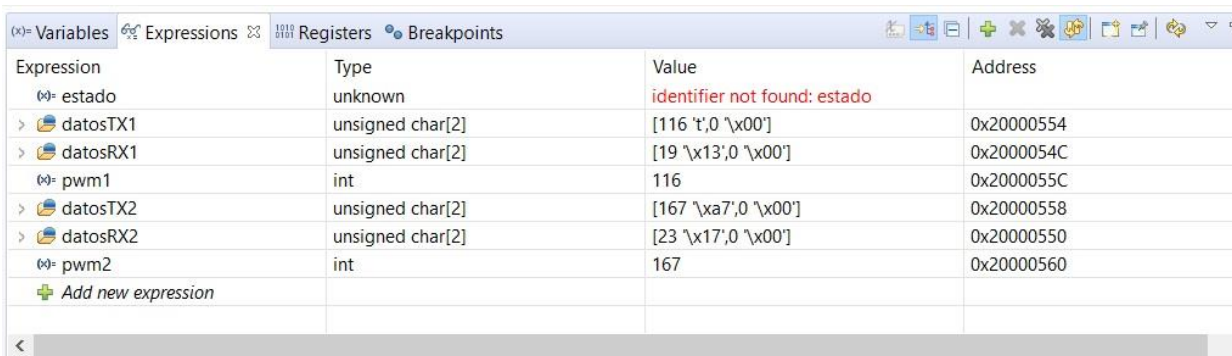 (x)= Variables Expressions Registers Breakpoints
Expression Type Value Address
(x)= estado unknown identifier not found: estado
> datosTX1 unsigned char[2] [116 't',0 '\x00'] 0x20000554
> datosRX1 unsigned char[2] [19 '\x13',0 '\x00'] 0x2000054C
(x)= pwm1 int 116 0x2000055C
> datosTX2 unsigned char[2] [167 '\xa7',0 '\x00'] 0x20000558
> datosRX2 unsigned char[2] [23 '\x17',0 '\x00'] 0x20000550
(x)= pwm2 int 167 0x20000560
Add new expression